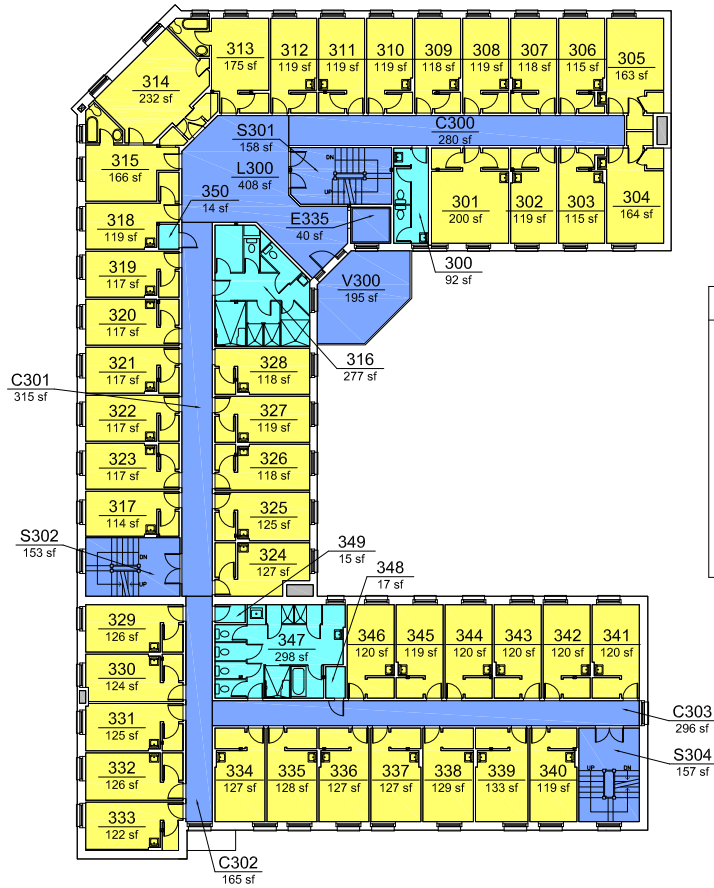 313
175 sf
312
119 sf
311
119 sf
310
119 sf
309
118 sf
308
119 sf
307
118 sf
306
115 sf
305
163 sf
314
232 sf
S301
158 sf
C300
280 sf
315
166 sf
350
14 sf
L300
408 sf
DN
UP
301
200 sf
302
119 sf
303
115 sf
304
164 sf
318
119 sf
E335
40 sf
300
92 sf
319
117 sf
V300
195 sf
320
117 sf
316
277 sf
321
117 sf
328
118 sf
C301
315 sf
322
117 sf
327
119 sf
323
117 sf
326
118 sf
317
114 sf
325
125 sf
S302
153 sf
DN
UP
324
127 sf
349
15 sf
348
17 sf
329
126 sf
347
298 sf
346
120 sf
345
119 sf
344
120 sf
343
120 sf
342
120 sf
341
120 sf
330
124 sf
331
125 sf
C303
296 sf
332
126 sf
334
127 sf
335
128 sf
336
127 sf
337
127 sf
338
129 sf
339
133 sf
340
119 sf
S304
157 sf
UP
DN
333
122 sf
C302
165 sf